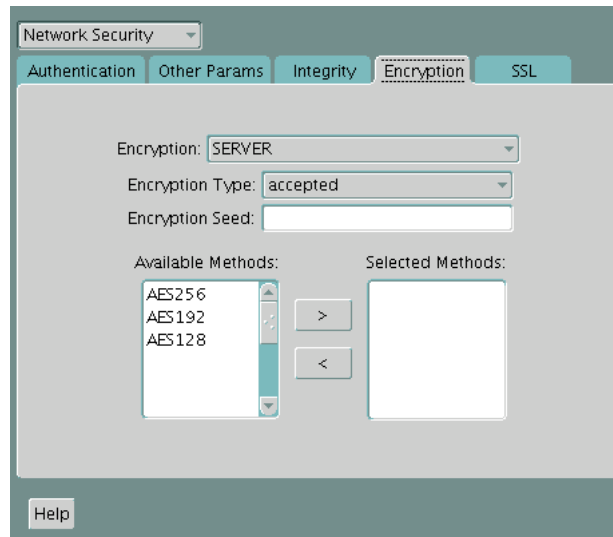 Network Security
Authentication Other Params Integrity Encryption SSL
Encryption: SERVER
Encryption Type: accepted
Encryption Seed:
Available Methods: Selected Methods:
AES256
AES192
AES128
>
<
Help